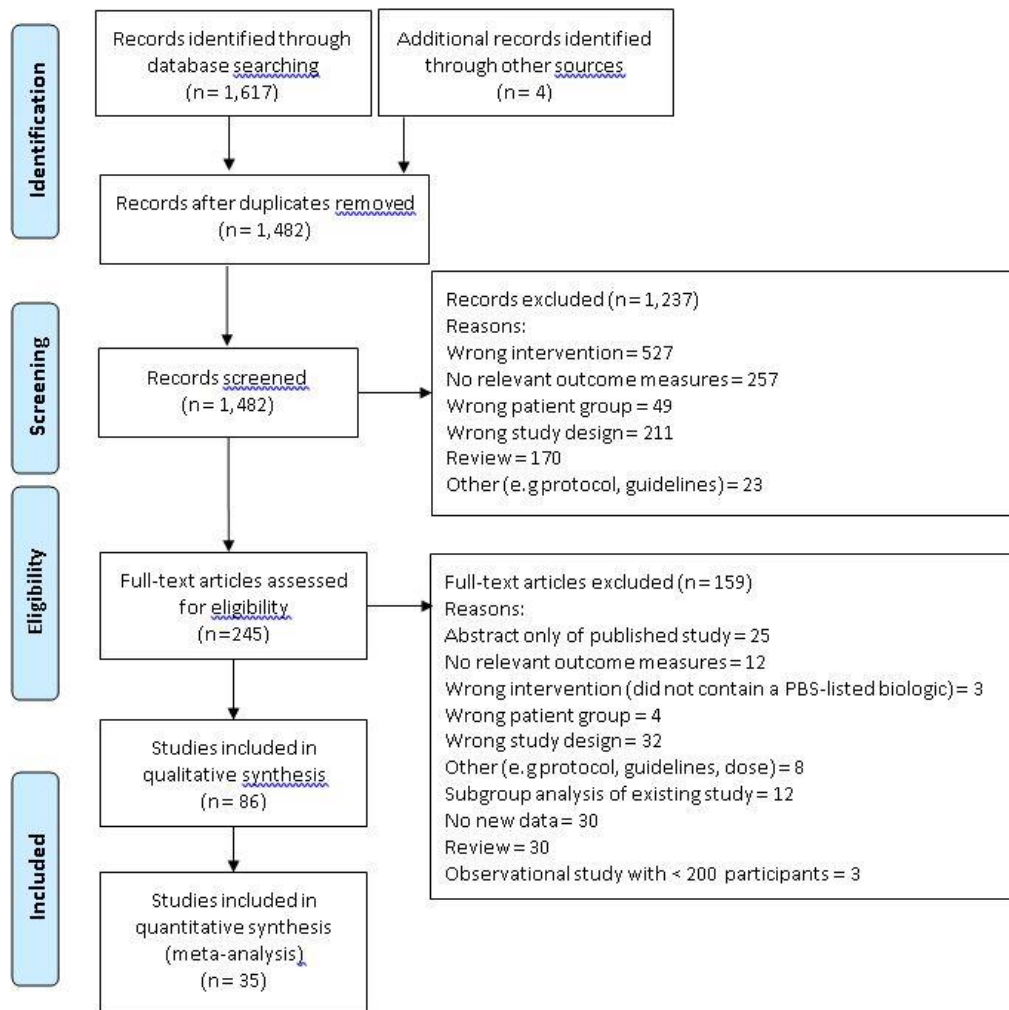 Identification
Records identified through
database searching
(n= 1,617)
Additional records identified
through other sources
(n= 4)
Records after duplicates removed
(n= 1,482)
Screening
Records screened
(n= 1,482)
Records excluded (n= 1,237)
Reasons:
Wrong intervention = 527
No relevant outcome measures = 257
Wrong patient group = 49
Wrong study design = 211
Review = 170
Other (e.g protocol, guidelines) = 23
Eligibility
Full-text articles assessed
for eligibility
(n=245)
Full-text articles excluded (n= 159)
Reasons:
Abstract only of published study = 25
No relevant outcome measures = 12
Wrong intervention (did not contain a PBS-listed biologic) = 3
Wrong patient group = 4
Wrong study design = 32
Other (e.g protocol, guidelines, dose) = 8
Subgroup analysis of existing study = 12
No new data = 30
Review = 30
Observational study with < 200 participants = 3
Included
Studies included in
qualitative synthesis
(n= 86)
Studies included in
quantitative synthesis
(meta-analysis)
(n= 35)